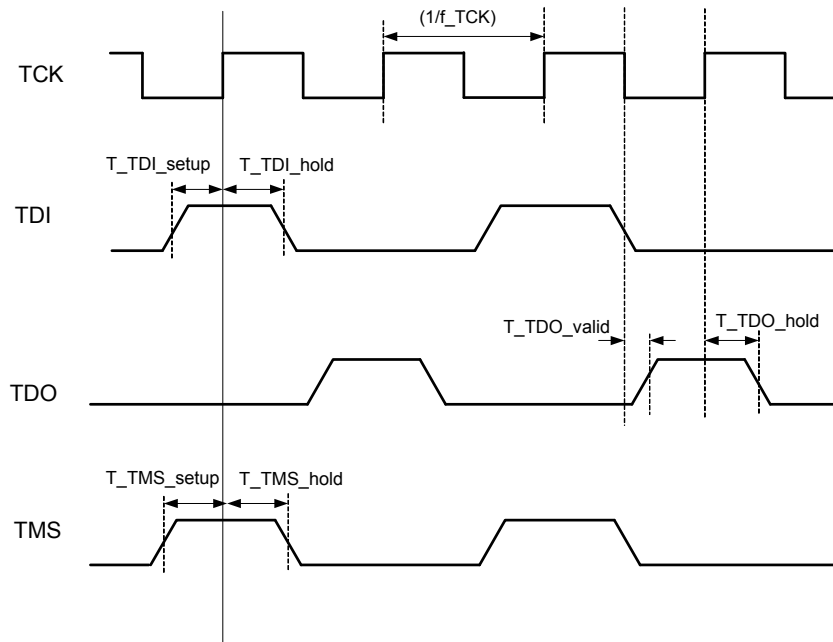 (1/f_TCK)
TCK
T_TDI_setup T_TDI_hold
TDI
T_TDO_valid T_TDO_hold
TDO
T_TMS_setup T_TMS_hold
TMS